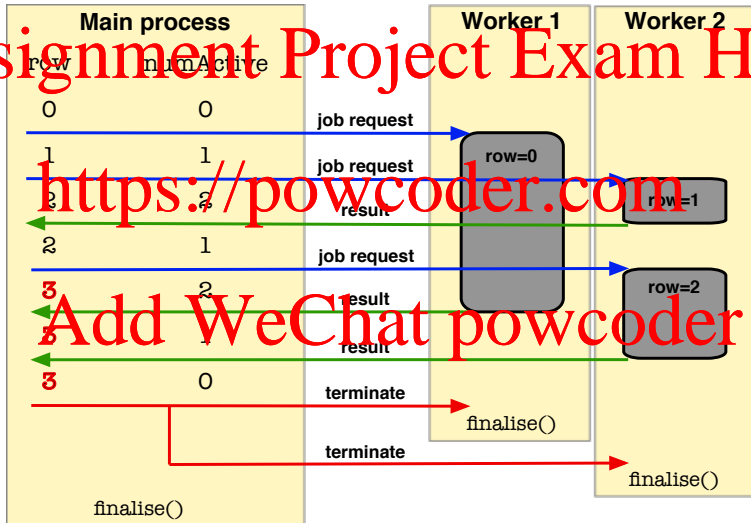 Main process
Worker 1
Worker 2
signment Project Exam H
row numActive
0 0
job request
1 1
row=0
job request
https://powcoder.com
2 2
result
row=1
2 1
job request
3 2
row=2
result
Add WeChat powcoder
3 1
result
3 0
terminate
finalise()
terminate
finalise()
finalise()